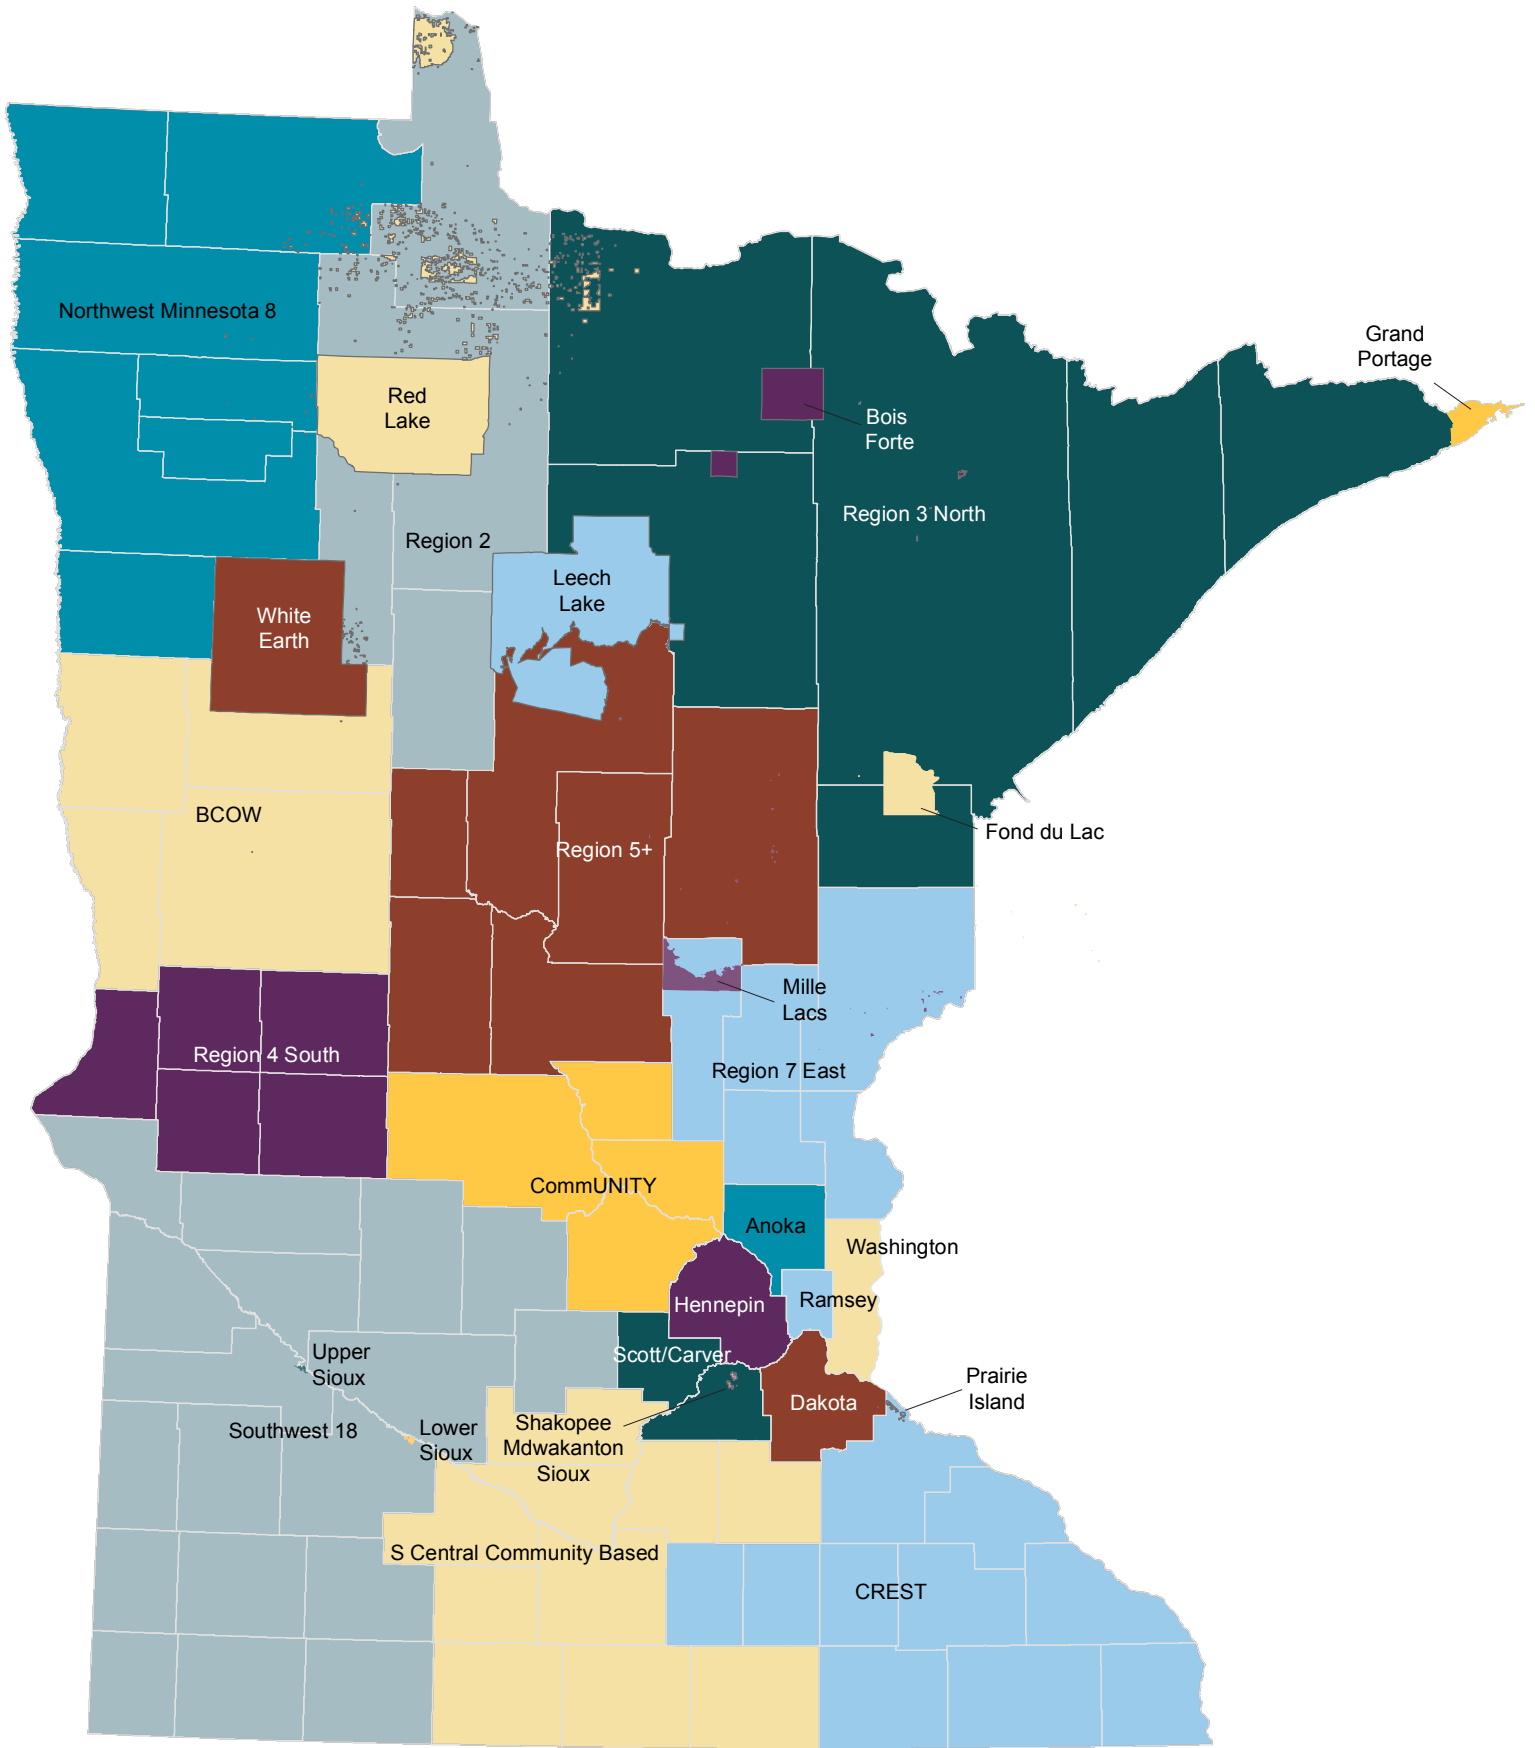 Northwest Minnesota 8
Grand
Portage
Red
Lake
Bois
Forte
Region 3 North
Region 2
Leech
Lake
White
Earth
BCOW
Region 5+
Fond du Lac
Mille
Lacs
Region 4 South
Region 7 East
CommUNITY
Anoka
Washington
Hennepin
Ramsey
Upper
Sioux
Scott/Carver
Prairie
Island
Dakota
Southwest 18
Lower
Sioux
Shakopee
Mdwakanton
Sioux
S Central Community Based
CREST